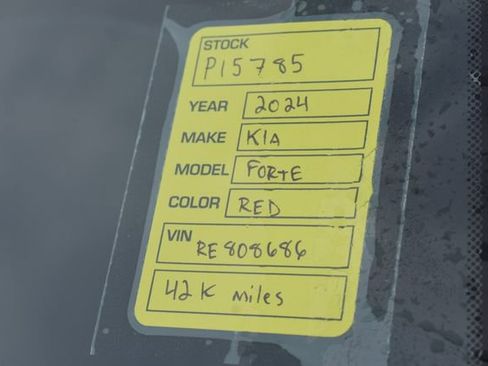 STOCK
P15785
YEAR 2024
MAKE KIA
MODEL FORTE
COLOR RED
VIN RE808686
42K miles